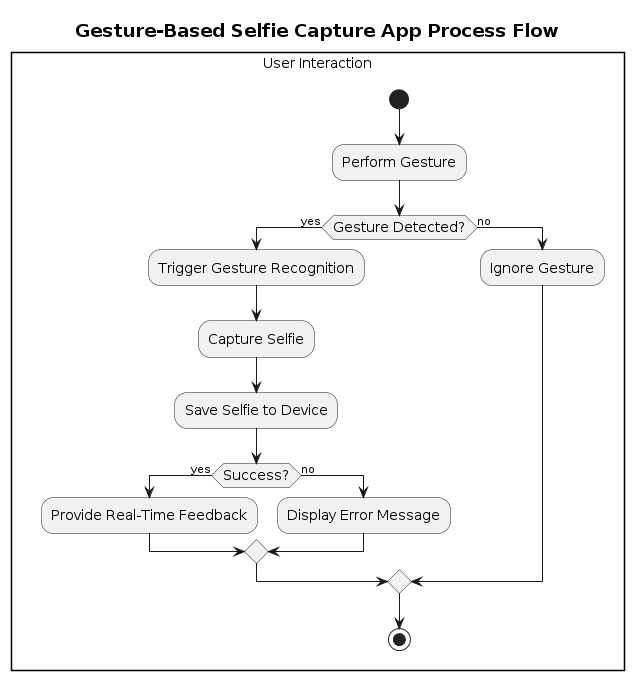 Gesture-Based Selfie Capture App Process Flow
User Interaction
Perform Gesture
yes
Gesture Detected?
no
Trigger Gesture Recognition
Ignore Gesture
Capture Selfie
Save Selfie to Device
yes
Success?
no
Provide Real-Time Feedback
Display Error Message